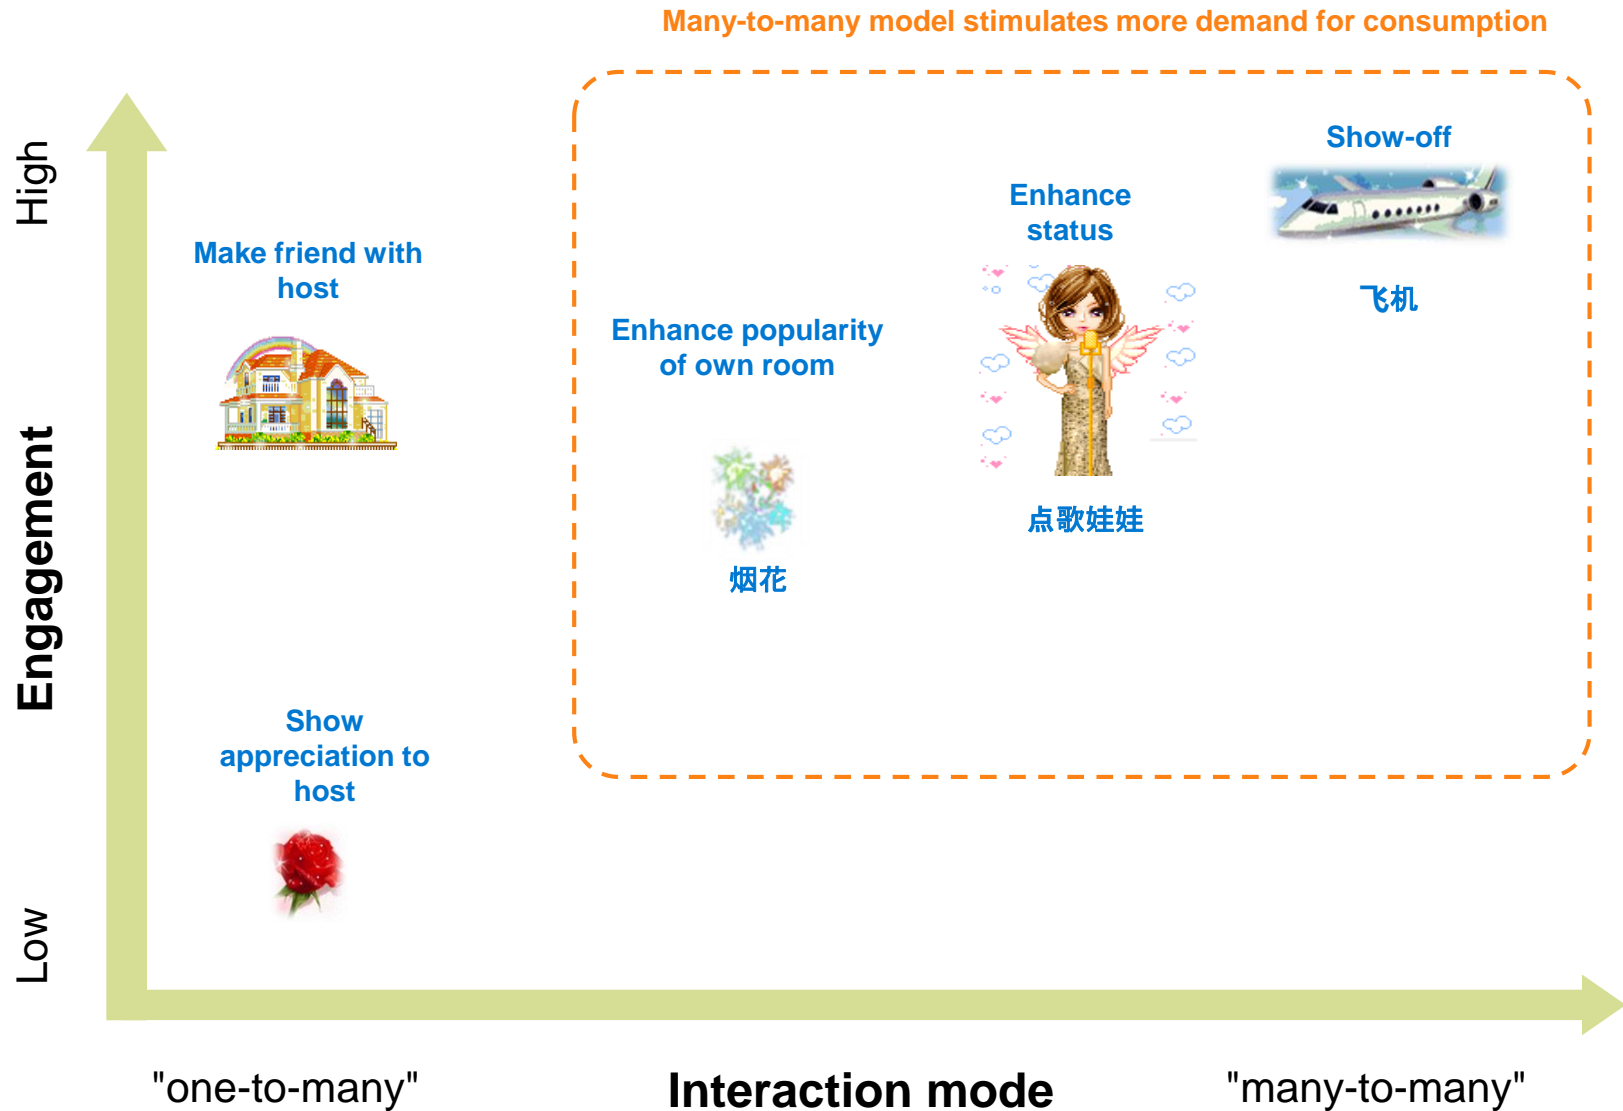 Many-to-many model stimulates more demand for consumption
High
Engagement
Low
Make friend with
host
Show
appreciation to
host
Enhance popularity
of own room
烟花
Enhance
status
点歌娃娃
Show-off
飞机
"one-to-many"
Interaction mode
"many-to-many"